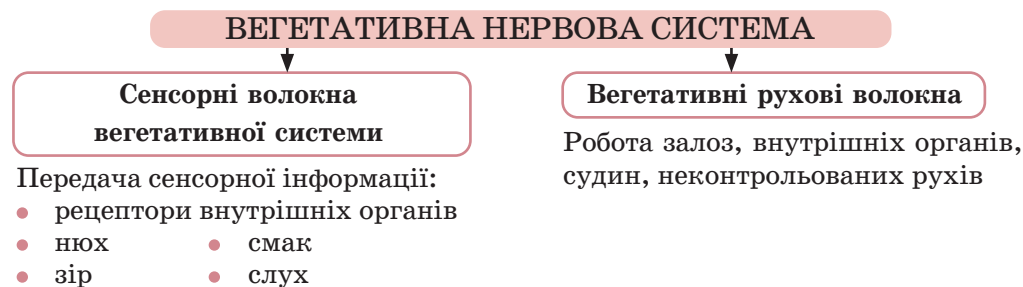 ВЕГЕТАТИВНА НЕРВОВА СИСТЕМА
Сенсорні волокна
вегетативної системи
Передача сенсорної інформації:
• рецептори внутрішніх органів
• нюх • смак
• зір • слух
Вегетативні рухові волокна
Робота залоз, внутрішніх органів,
судин, неконтрольованих рухів